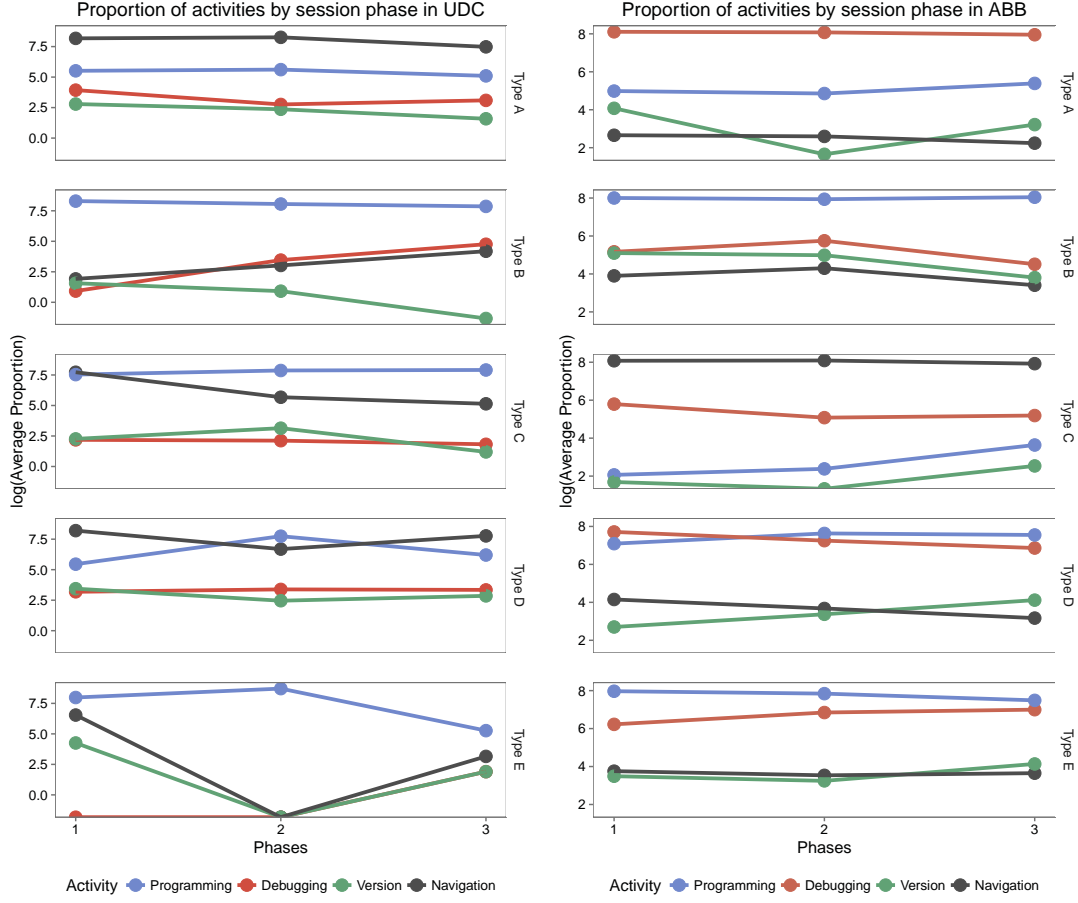 Proportion of activities by session phase in UDC
7.5
5.0
2.5
0.0
Type A
7.5
5.0
2.5
0.0
Type B
7.5
5.0
2.5
0.0
Type C
7.5
5.0
2.5
0.0
Type D
7.5
5.0
2.5
0.0
Type E
log(Average Proportion)
1 2 3
Phases
Activity Programming Debugging Version Navigation
Proportion of activities by session phase in ABB
8
6
4
2
Type A
8
6
4
2
Type B
8
6
4
2
Type C
8
6
4
2
Type D
8
6
4
2
Type E
log(Average Proportion)
1 2 3
Phases
Activity Programming Debugging Version Navigation